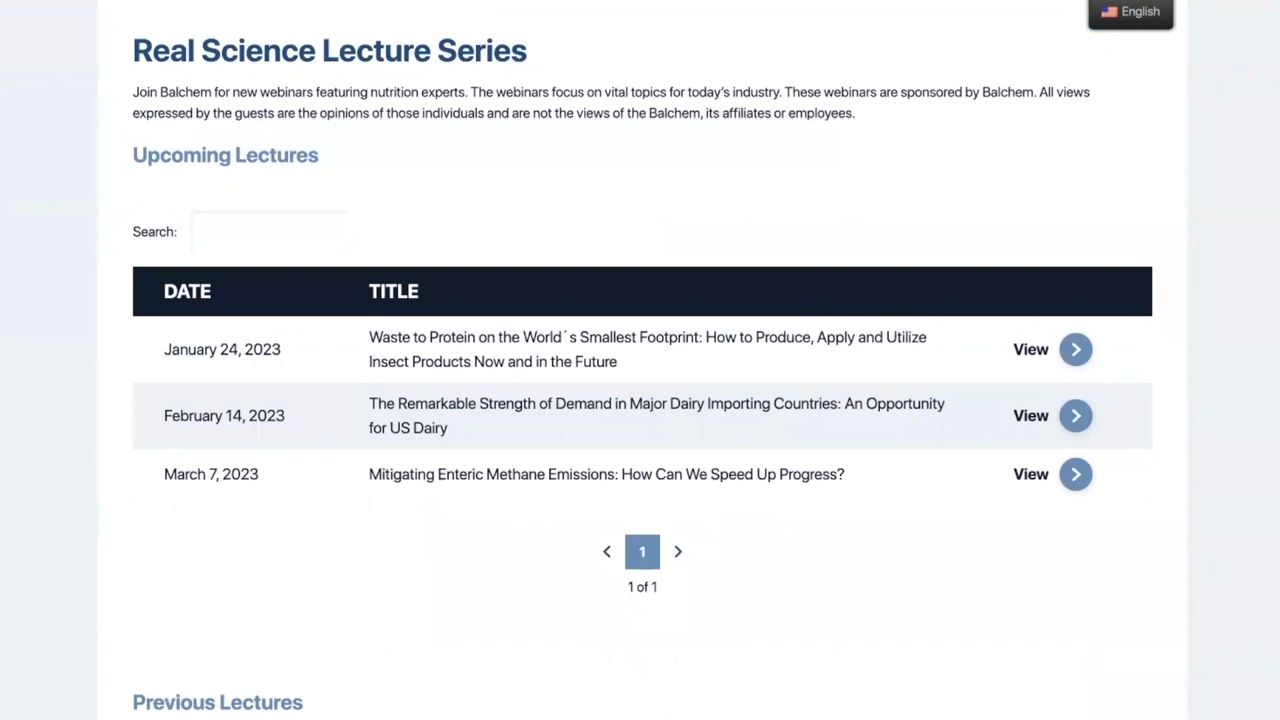 English
Real Science Lecture Series
Join Balchem for new webinars featuring nutrition experts. The webinars focus on vital topics for today's industry. These webinars are sponsored by Balchem. All views
expressed by the guests are the opinions of those individuals and are not the views of the Balchem, its affiliates or employees.
Upcoming Lectures
Search:
DATE TITLE
January 24, 2023 Waste to Protein on the World´s Smallest Footprint: How to Produce, Apply and Utilize
Insect Products Now and in the Future View
February 14, 2023 The Remarkable Strength of Demand in Major Dairy Importing Countries: An Opportunity
for US Dairy View
March 7, 2023 Mitigating Enteric Methane Emissions: How Can We Speed Up Progress? View
1
1 of 1
Previous Lectures